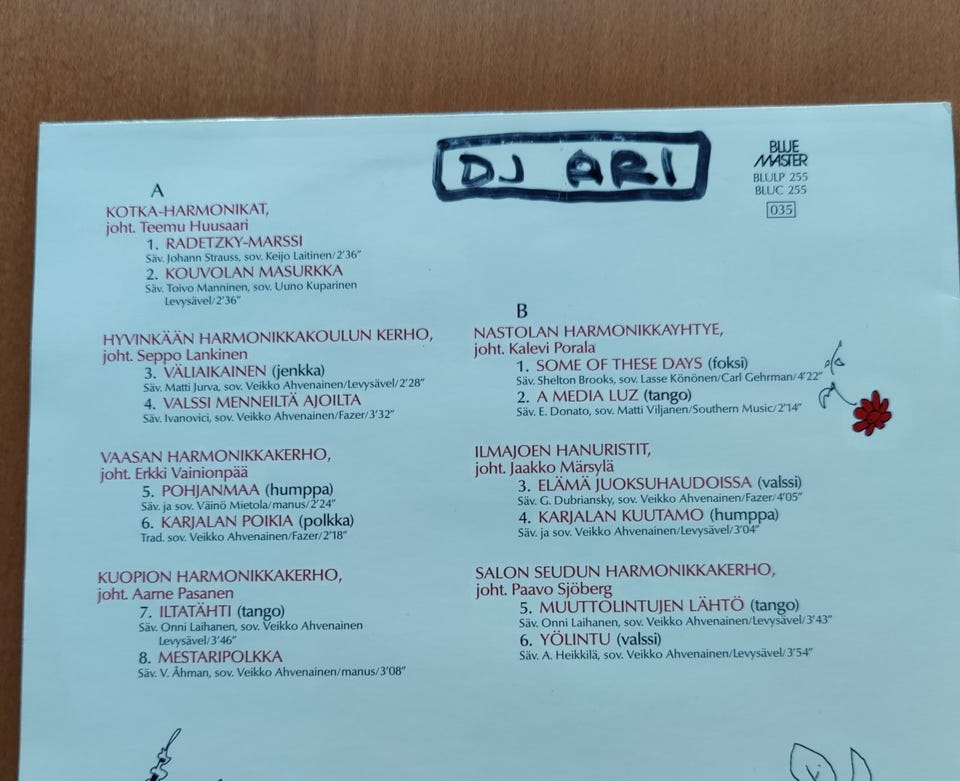 DJ ARI
BLUE
MASTER
BLULP 255
BLUC 255
035
A
KOTKA-HARMONIKAT,
joht. Teemu Huusaari
1. RADETZKY-MARSSI
Säv. Johann Strauss, sov. Keijo Laitinen/2'36"
2. KOUVOLAN MASURKKA
Säv. Toivo Manninen, sov. Uuno Kuparinen
Levysävel/2'36"
HYVINKÄÄN HARMONIKKAKOULUN KERHO,
joht. Seppo Lankinen
3. VÄLIAIKAINEN (jenkka)
Säv. Matti Jurva, sov. Veikko Ahvenainen/Levysävel/2'28"
4. VALSSI MENNEILTÄ AJOILTA
Säv. Ivanovici, sov. Veikko Ahvenainen/Fazer/3'32"
VAASAN HARMONIKKAKERHO,
joht. Erkki Vainionpää
5. POHJANMAA (humppa)
Säv. ja sov. Väinö Mietola/manus/2'24"
6. KARJALAN POIKIA (polkka)
Trad. sov. Veikko Ahvenainen/Fazer/2'18"
KUOPION HARMONIKKAKERHO,
joht. Aarne Pasanen
7. ILTATÄHTI (tango)
Säv. Onni Laihanen, sov. Veikko Ahvenainen
Levysävel/3'46"
8. MESTARIPOLKKA
Säv. V. Åhman, sov. Veikko Ahvenainen/manus/3'08"
B
NASTOLAN HARMONIKKAYHTYE,
joht. Kalevi Porala
1. SOME OF THESE DAYS (foksi)
Säv. Shelton Brooks, sov. Lasse Könönen/Carl Gehrman/4'22"
2. A MEDIA LUZ (tango)
Säv. E. Donato, sov. Matti Viljanen/Southern Music/2'14"
ILMAJOEN HANURISTIT,
joht. Jaakko Märsylä
3. ELÄMÄ JUOKSUHAUDOISSA (valssi)
Säv. G. Dubriansky, sov. Veikko Ahvenainen/Fazer/4'05"
4. KARJALAN KUUTAMO (humppa)
Säv. ja sov. Veikko Ahvenainen/Levysävel/3'04"
SALON SEUDUN HARMONIKKAKERHO,
joht. Paavo Sjöberg
5. MUUTTOLINTUJEN LÄHTÖ (tango)
Säv. Onni Laihanen, sov. Veikko Ahvenainen/Levysävel/3'43"
6. YÖLINTU (valssi)
Säv. A. Heikkilä, sov. Veikko Ahvenainen/Levysävel/3'54"